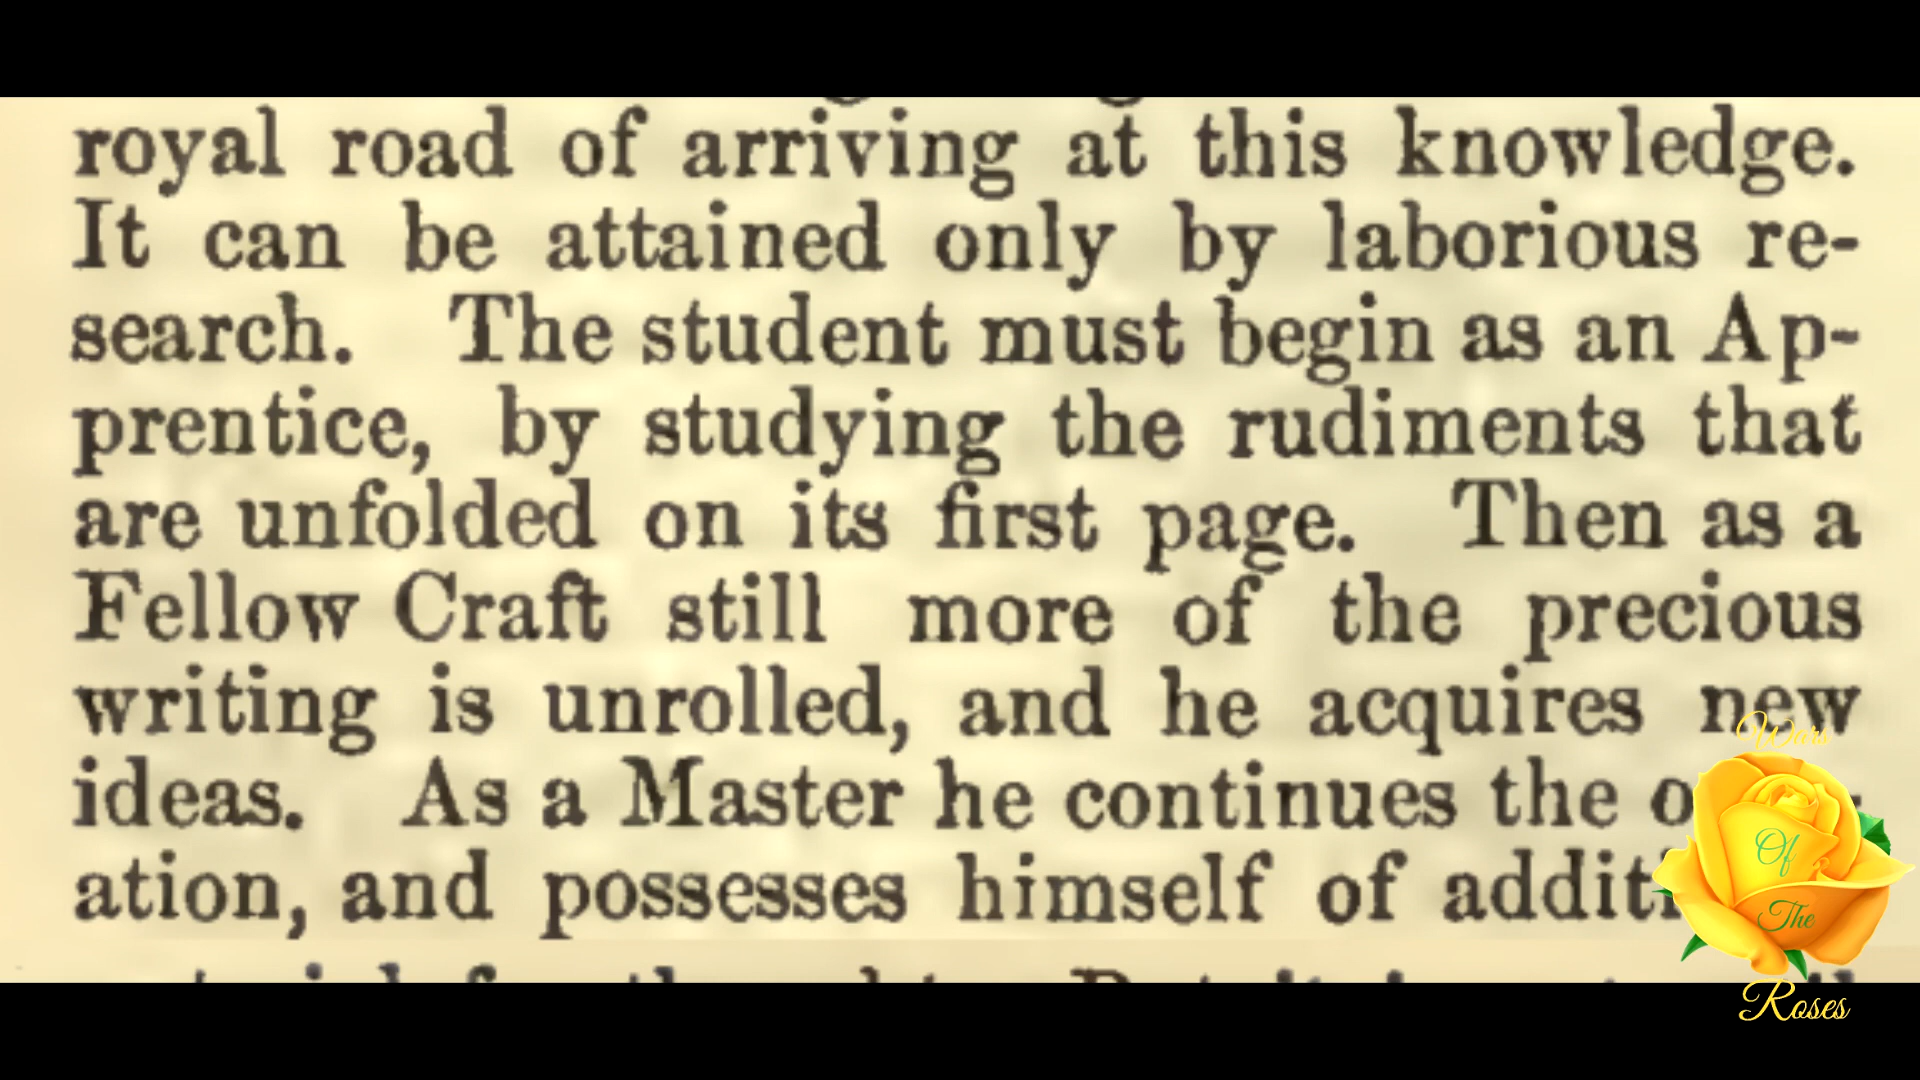 royal road of arriving at this knowledge.
It can be attained only by laborious re-
search. The student must begin as an Ap-
prentice, by studying the rudiments that
are unfolded on its first page. Then as a
Fellow Craft still more of the precious
writing is unrolled, and he acquires new
ideas. As a Master he continues the
ation, and possesses himself of
Wars
Of
The
Roses